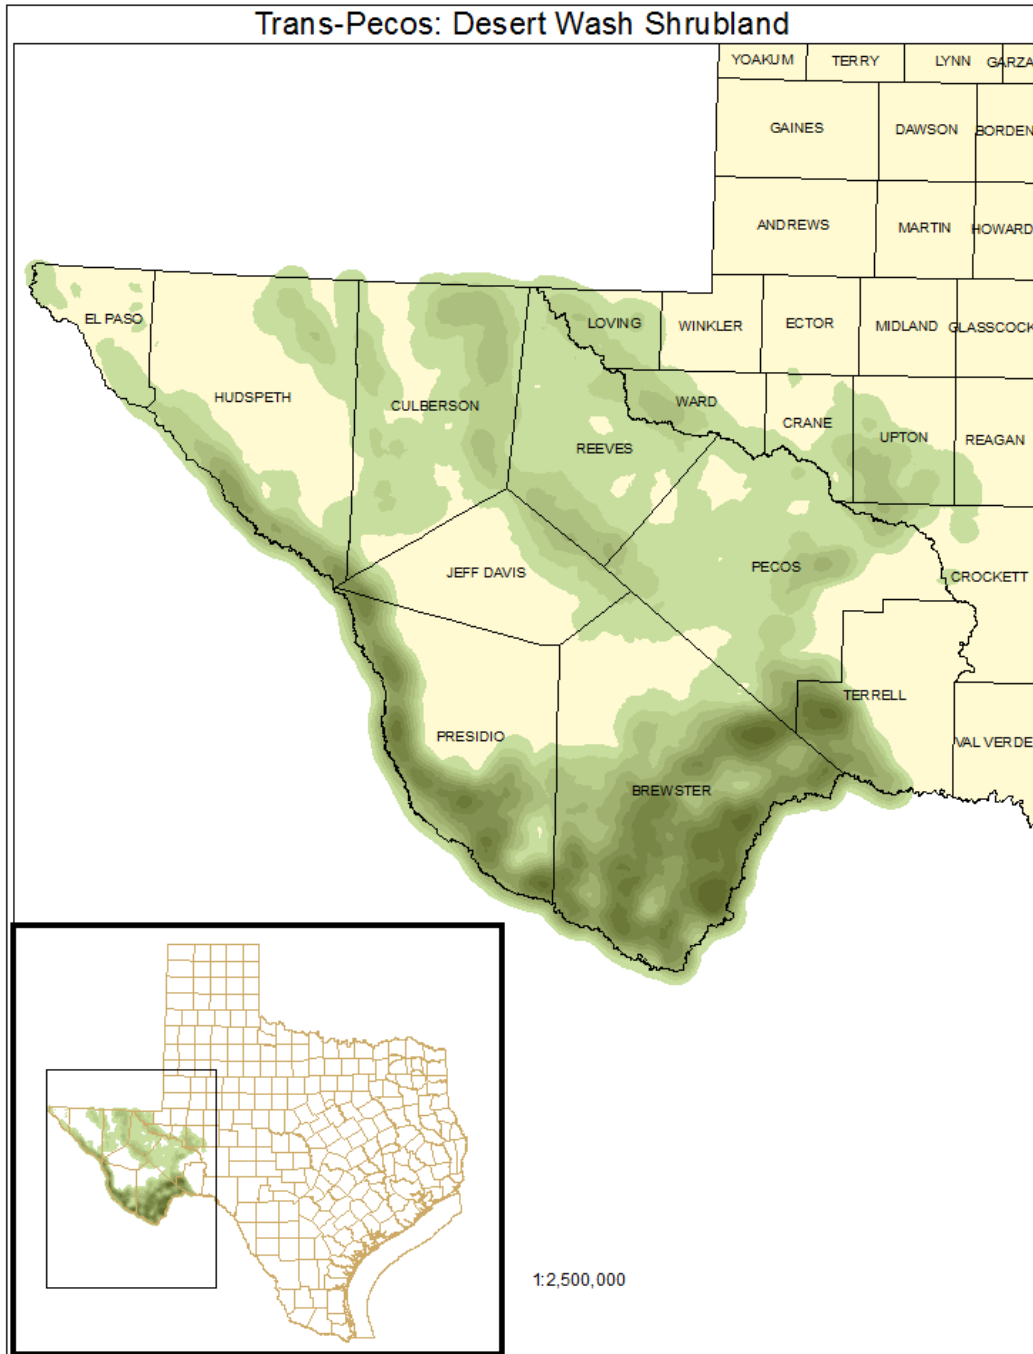 Trans-Pecos: Desert Wash Shrubland
YOAKUM TERRY LYNN GARZA
GAINES DAWSON BORDEN
ANDREWS MARTIN HOWARD
EL PASO LOVING WINKLER ECTOR MIDLAND GLASSCOCK
HUDSPETH CULBERSON WARD CRANE
REEVES UPTON REAGAN
JEFF DAVIS PECOS CROCKETT
TERRELL
PRESIDIO VAL VERDE
BREWSTER
1:2,500,000